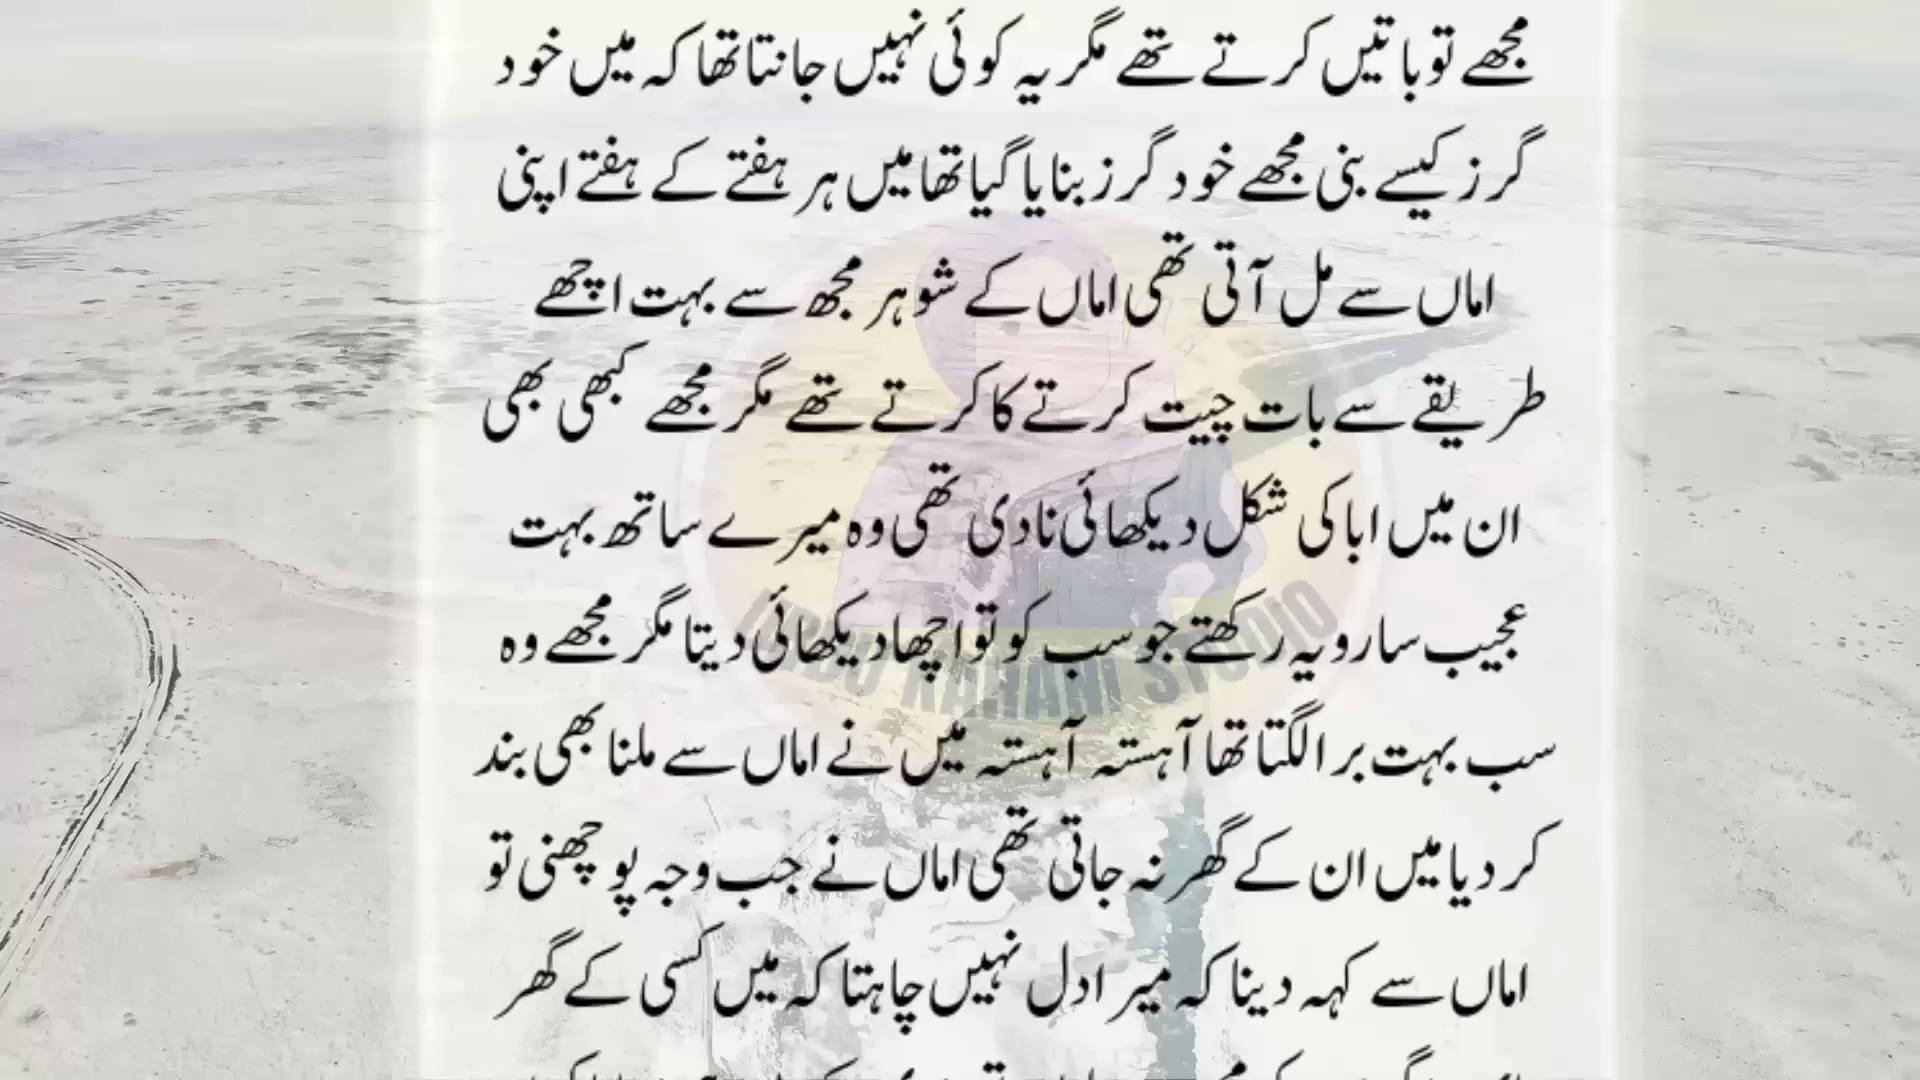 مجھے تو باتیں کرتے تھے مگر یہ کوئی نہیں جانتا تھا کہ میں خود
گرز کیسے بنی مجھے خود گرز بنایا گیا تھا میں ہر ہفتے کے ہفتے اپنی
اماں سے مل آتی تھی اماں کے شوہر مجھ سے بہت اچھے
طریقے سے بات چیت کرتے کا کرتے تھے مگر مجھے کبھی بھی
ان میں ابا کی شکل دیکھائی نا دی تھی وہ میرے ساتھ بہت
عجیب سا رویہ رکھتے جو سب کو تو اچھا دیکھائی دیتا مگر مجھے وہ
سب بہت برا لگتا تھا آہستہ آہستہ میں نے اماں سے ملنا بھی بند
کر دیا میں ان کے گھر نہ جاتی تھی اماں نے جب وجہ پوچھنی تو
اماں سے کہہ دینا کہ میرا دل نہیں چاہتا کہ میں کسی کے گھر
URDU KAHANI STUDIO